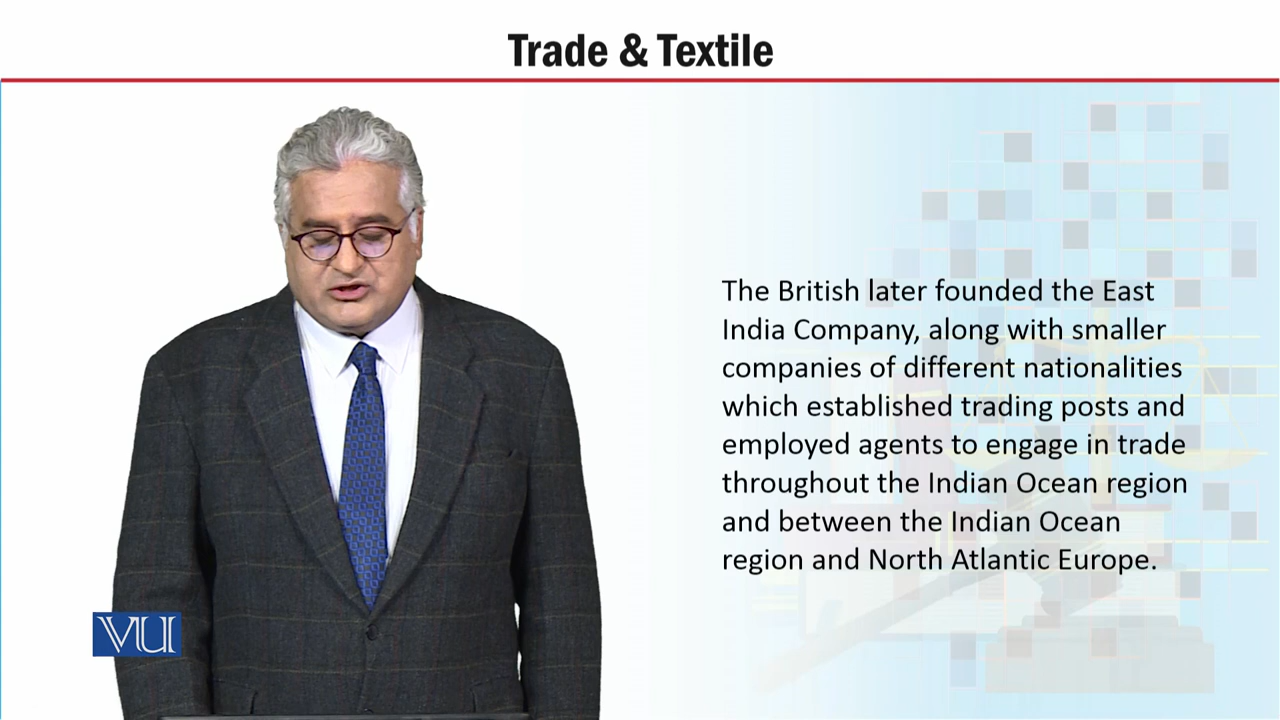 Trade & Textile
The British later founded the East
India Company, along with smaller
companies of different nationalities
which established trading posts and
employed agents to engage in trade
throughout the Indian Ocean region
and between the Indian Ocean
region and North Atlantic Europe.
VU